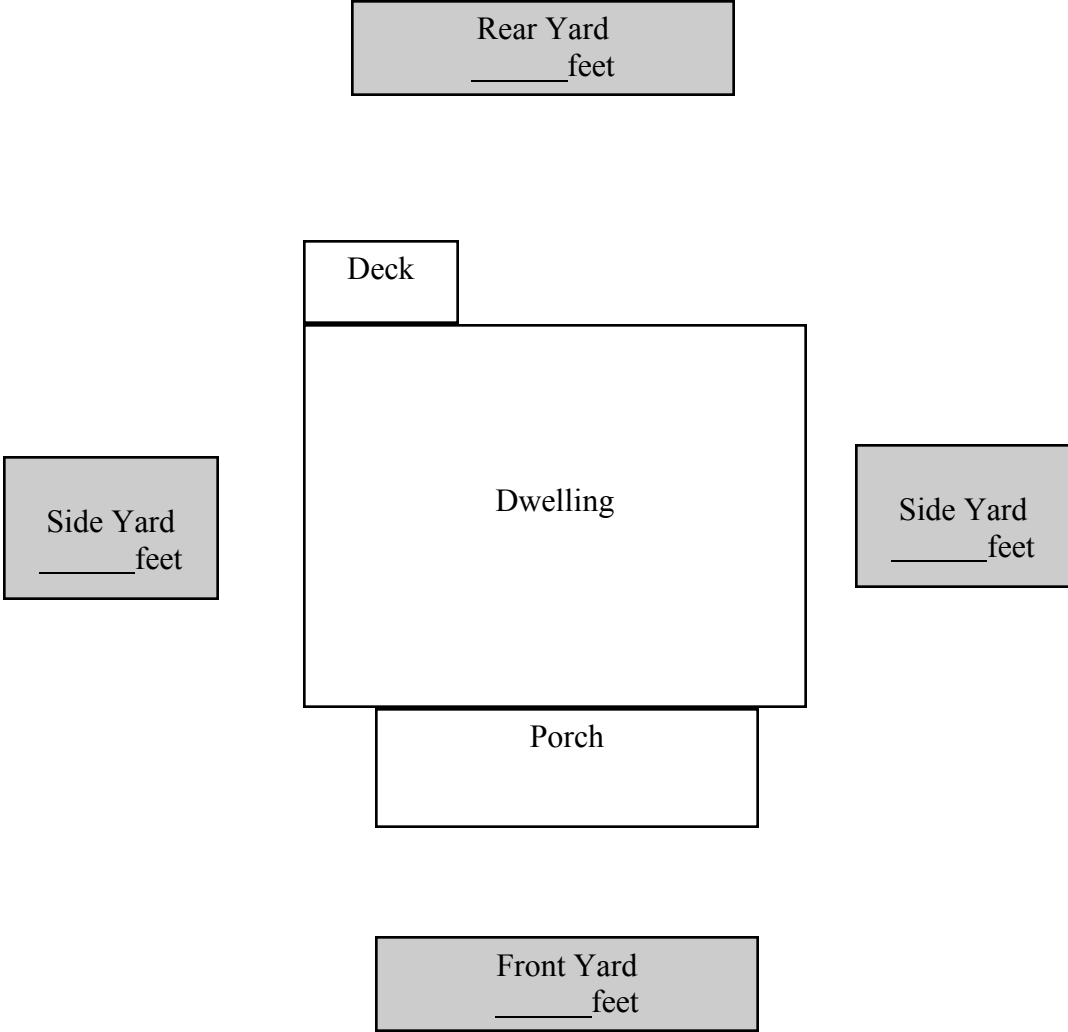 Rear Yard
______feet
Deck
Dwelling
Side Yard
______feet
Side Yard
______feet
Porch
Front Yard
______feet